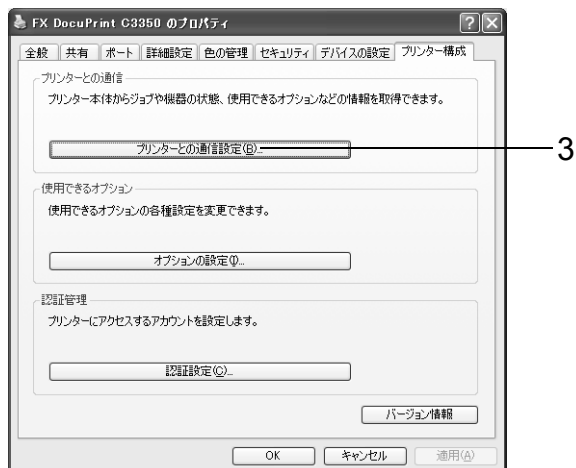 FX DocuPrint C3350 のプロパティ
全般 共有 ポート 詳細設定 色の管理 セキュリティ デバイスの設定 プリンター構成
プリンターとの通信
プリンター本体からジョブや機器の状態、使用できるオプションなどの情報を取得できます。
プリンターとの通信設定(B)...
3
使用できるオプション
使用できるオプションの各種設定を変更できます。
オプションの設定(I)...
認証管理
プリンターにアクセスするアカウントを設定します。
認証設定(C)...
バージョン情報
OK キャンセル 適用(A)